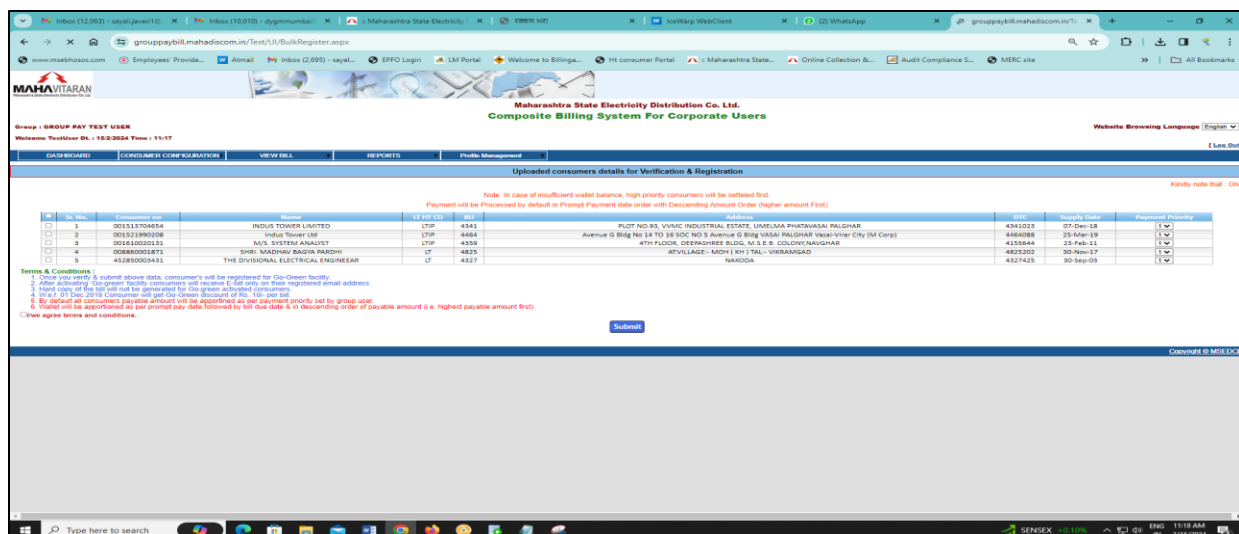 Inbox (12,063) - sayali.javeri1@
Inbox (10,010) - dygmmumbai
:: Maharashtra State Electricity
IceWarp WebClient
(2) WhatsApp
grouppaybill.mahadiscom.in/Te
grouppaybill.mahadiscom.in/Test/UI/BulkRegister.aspx
www.msebhosoc.com Employees' Provide... Atmail Inbox (2,695) - sayal... EPFO Login LM Portal Welcome to Billinga... Ht consumer Portal :: Maharashtra State... Online Collection &... Audit Compliance S... MERC site » All Bookmarks
MAHAVITARAN
Maharashtra State Electricity Distribution Co. Ltd.
Maharashtra State Electricity Distribution Co. Ltd.
Composite Billing System For Corporate Users
Group : GROUP PAY TEST USER
Website Browsing Language English
Welcome TestUser Dt. : 15/2/2024 Time : 11:17
[ Log Out
DASHBOARD CONSUMER CONFIGURATION VIEW BILL REPORTS Profile Management
Uploaded consumers details for Verification & Registration
Kindly note that : On
Note: In case of insufficient wallet balance, high priority consumers will be setteled first.
Payment will be Processed by default in Prompt Payment date order with Descending Amount Order (higher amount First).
Sr. No. Consumer no Name LT HT CD BU Address DTC Supply Date Payment Priority
1 001513704654 INDUS TOWER LIMITED LTIP 4341 PLOT NO 93, VVMC INDUSTRIAL ESTATE, UMELMA PHATAVASAI PALGHAR 4341023 07-Dec-18 1
2 001521990208 Indus Tower Ltd LTIP 4464 Avenue G Bldg No 14 TO 16 SOC NO 5 Avenue G Bldg VASAI PALGHAR Vasai-Virar City (M Corp) 4464088 25-Mar-19 1
3 001610020131 M/S. SYSTEM ANALYST LTIP 4359 4TH FLOOR, DEEPASHREE BLDG, M.S.E.B. COLONY,NAVGHAR 4155644 23-Feb-11 1
4 008860001871 SHRI. MADHAV BAGYA PARDHI LT 4825 AT.VILLAGE:- MOH ( KH ) TAL:- VIKRAMGAD 4825202 30-Nov-17 1
5 452850003431 THE DIVISIONAL ELECTRICAL ENGINEEAR LT 4327 NAKODA 4327425 30-Sep-03 1
Terms & Conditions :
1. Once you verify & submit above data, consumer's will be registered for Go-Green facility.
2. After activating 'Go-green' facility consumers will receive E-Bill only on their registered email address.
3. Hard copy of the bill will not be generated for Go-green activated consumers.
4. W.e.f. 01 Dec 2018 Consumer will get Go-Green discount of Rs. 10/- per bill.
5. By default all consumers payable amount will be apportioned as per payment priority set by group user.
6. Wallet will be apportioned as per prompt pay date,followed by bill due date & in descending order of payable amount (i.e. highest payable amount first).
I/we agree terms and conditions.
Submit
Copyright © MSEDC
Type here to search
SENSEX +0.10%
ENG 11:18 AM
IN